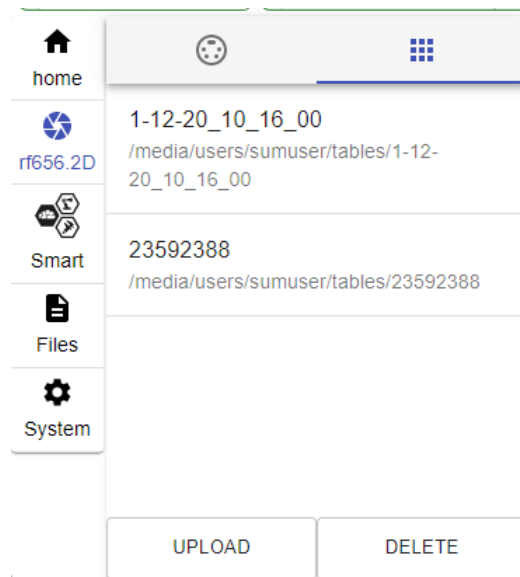 home
rf656.2D
Smart
Files
System
1-12-20_10_16_00
/media/users/sumuser/tables/1-12-
20_10_16_00
23592388
/media/users/sumuser/tables/23592388
UPLOAD
DELETE